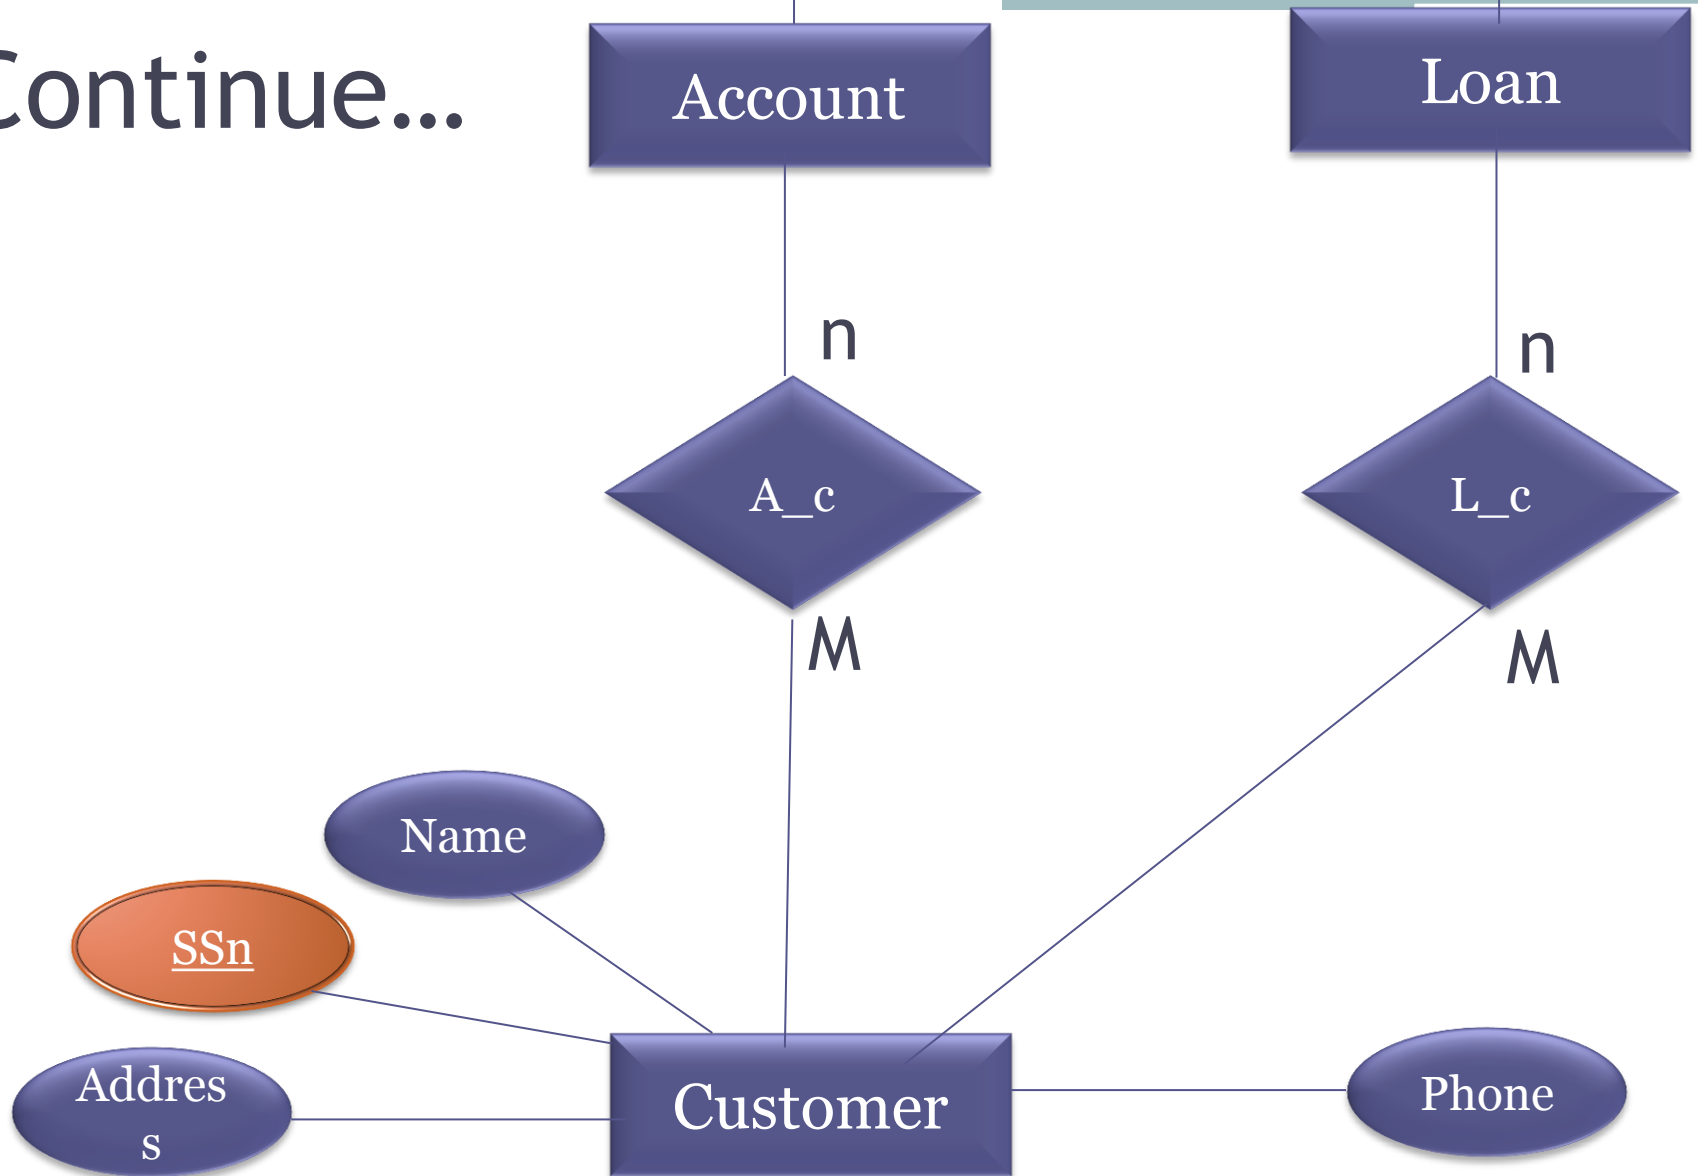 Continue...
Account
Loan
n
n
A_c
L_c
M
M
Name
SSn
Addres
s
Customer
Phone